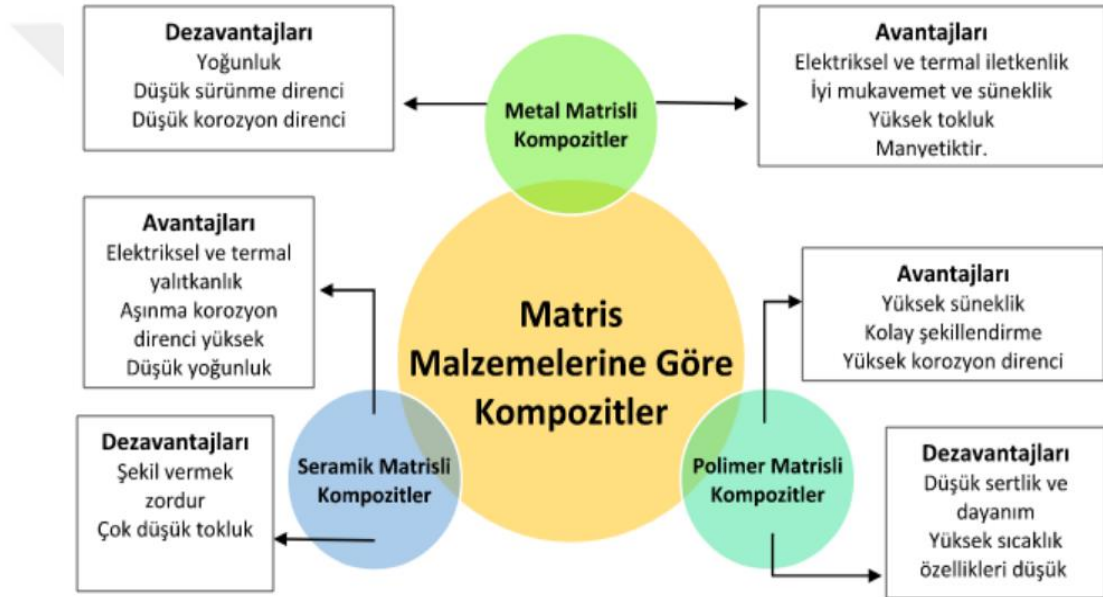 Dezavantajları
Yoğunluk
Düşük sürünme direnci
Düşük korozyon direnci
Metal Matrisli
Kompozitler
Avantajları
Elektriksel ve termal iletkenlik
İyi mukavemet ve süneklik
Yüksek tokluk
Manyetiktir.
Avantajları
Elektriksel ve termal
yalıtkanlık
Aşınma korozyon
direnci yüksek
Düşük yoğunluk
Matris
Malzemelerine Göre
Kompozitler
Avantajları
Yüksek süneklik
Kolay şekillendirme
Yüksek korozyon direnci
Dezavantajları
Şekil vermek
zordur
Çok düşük tokluk
Seramik Matrisli
Kompozitler
Polimer Matrisli
Kompozitler
Dezavantajları
Düşük sertlik ve
dayanım
Yüksek sıcaklık
özellikleri düşük